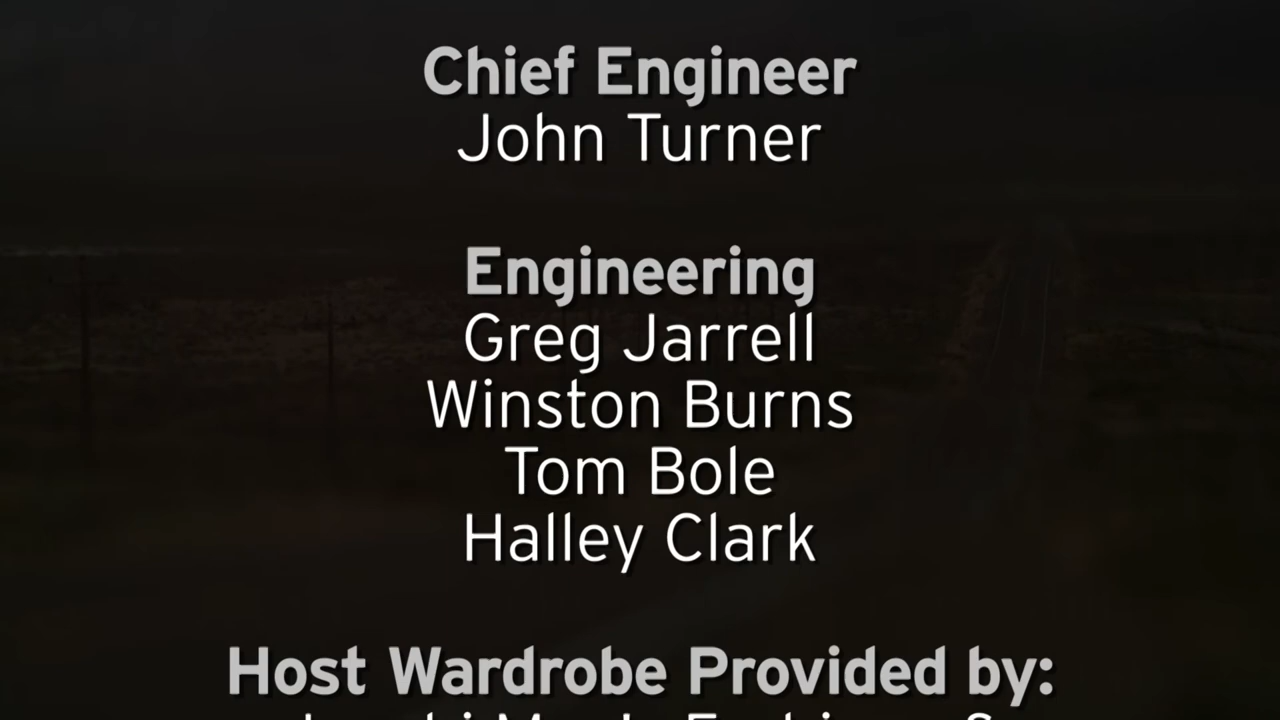 Chief Engineer
John Turner
Engineering
Greg Jarrell
Winston Burns
Tom Bole
Halley Clark
Host Wardrobe Provided by: